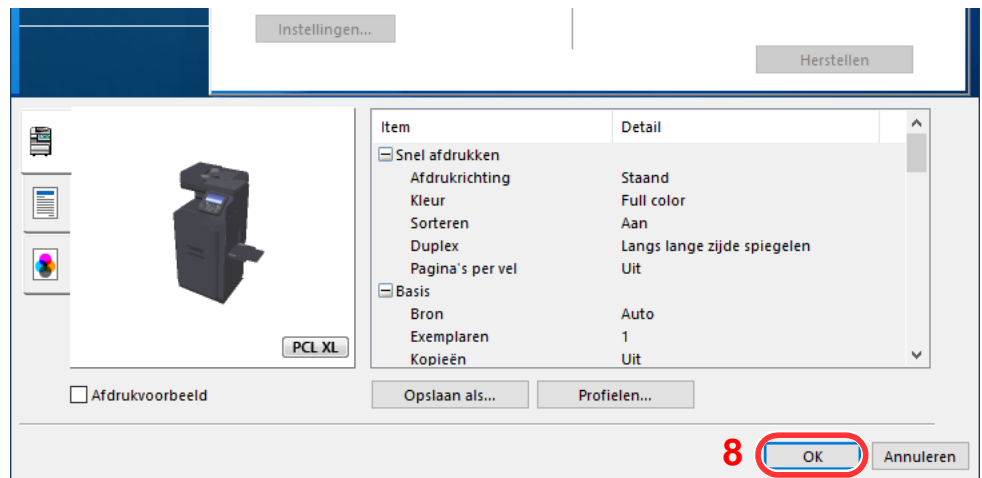 Instellingen...
Herstellen
Item Detail
Snel afdrukken
Afdrukrichting Staand
Kleur Full color
Sorteren Aan
Duplex Langs lange zijde spiegelen
Pagina's per vel Uit
Basis
Bron Auto
Exemplaren 1
Kopieën Uit
PCL XL
Afdrukvoorbeeld Opslaan als... Profielen...
8 OK Annuleren